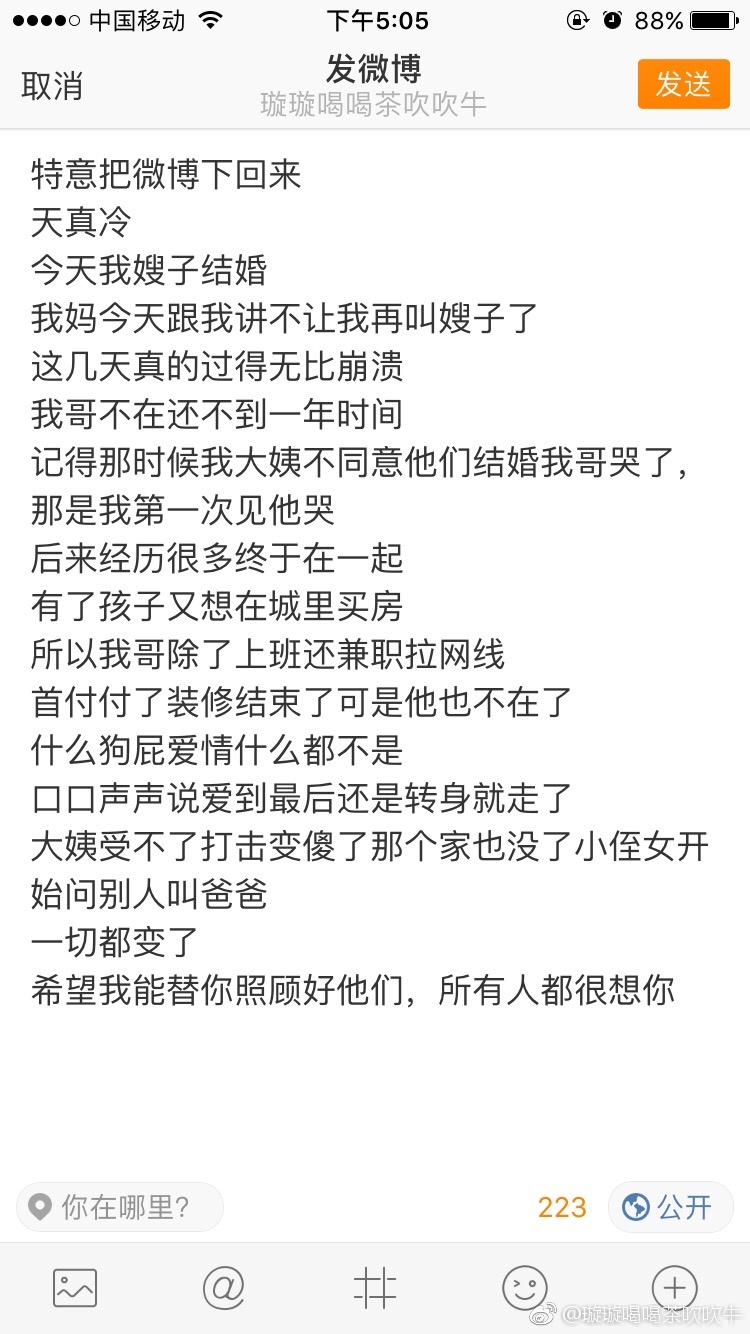 中国移动 下午5:05 88%
取消 发微博 发送
璇璇喝喝茶吹吹牛
特意把微博下回来
天真冷
今天我嫂子结婚
我妈今天跟我讲不让我再叫嫂子了
这几天真的过得无比崩溃
我哥不在还不到一年时间
记得那时候我大姨不同意他们结婚我哥哭了，
那是我第一次见他哭
后来经历很多终于在一起
有了孩子又想在城里买房
所以我哥除了上班还兼职拉网线
首付付了装修结束了可是他也不在了
什么狗屁爱情什么都不是
口口声声说爱到最后还是转身就走了
大姨受不了打击变傻了那个家也没了小侄女开
始问别人叫爸爸
一切都变了
希望我能替你照顾好他们，所有人都很想你
你在哪里? 223 公开
@璇璇喝喝茶吹吹牛